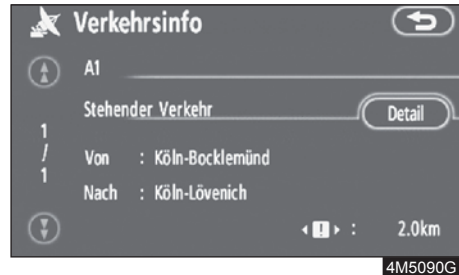 Verkehrsinfo
A1
Stehender Verkehr
Detail
1
/
1
Von : Köln-Bocklemünd
Nach : Köln-Lövenich
! : 2.0km
4M5090G